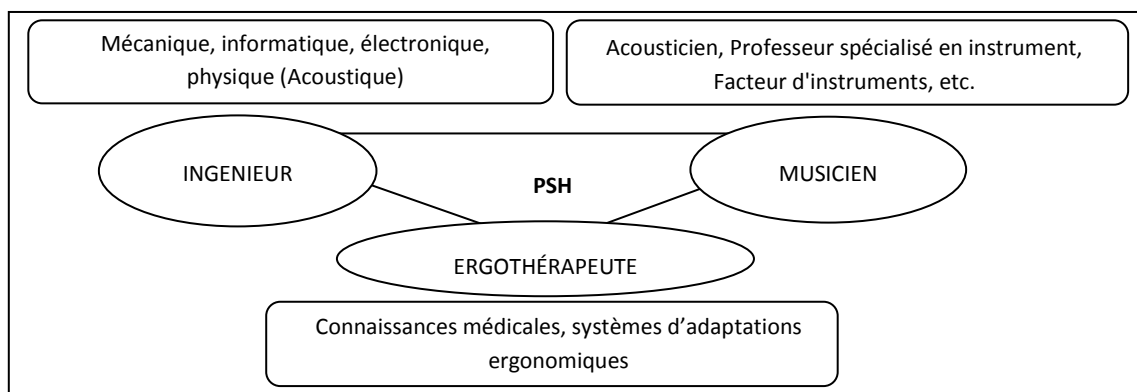 Mécanique, informatique, électronique,
physique (Acoustique)
Acousticien, Professeur spécialisé en instrument,
Facteur d'instruments, etc.
INGENIEUR
PSH
MUSICIEN
ERGOTHÉRAPEUTE
Connaissances médicales, systèmes d’adaptations
ergonomiques